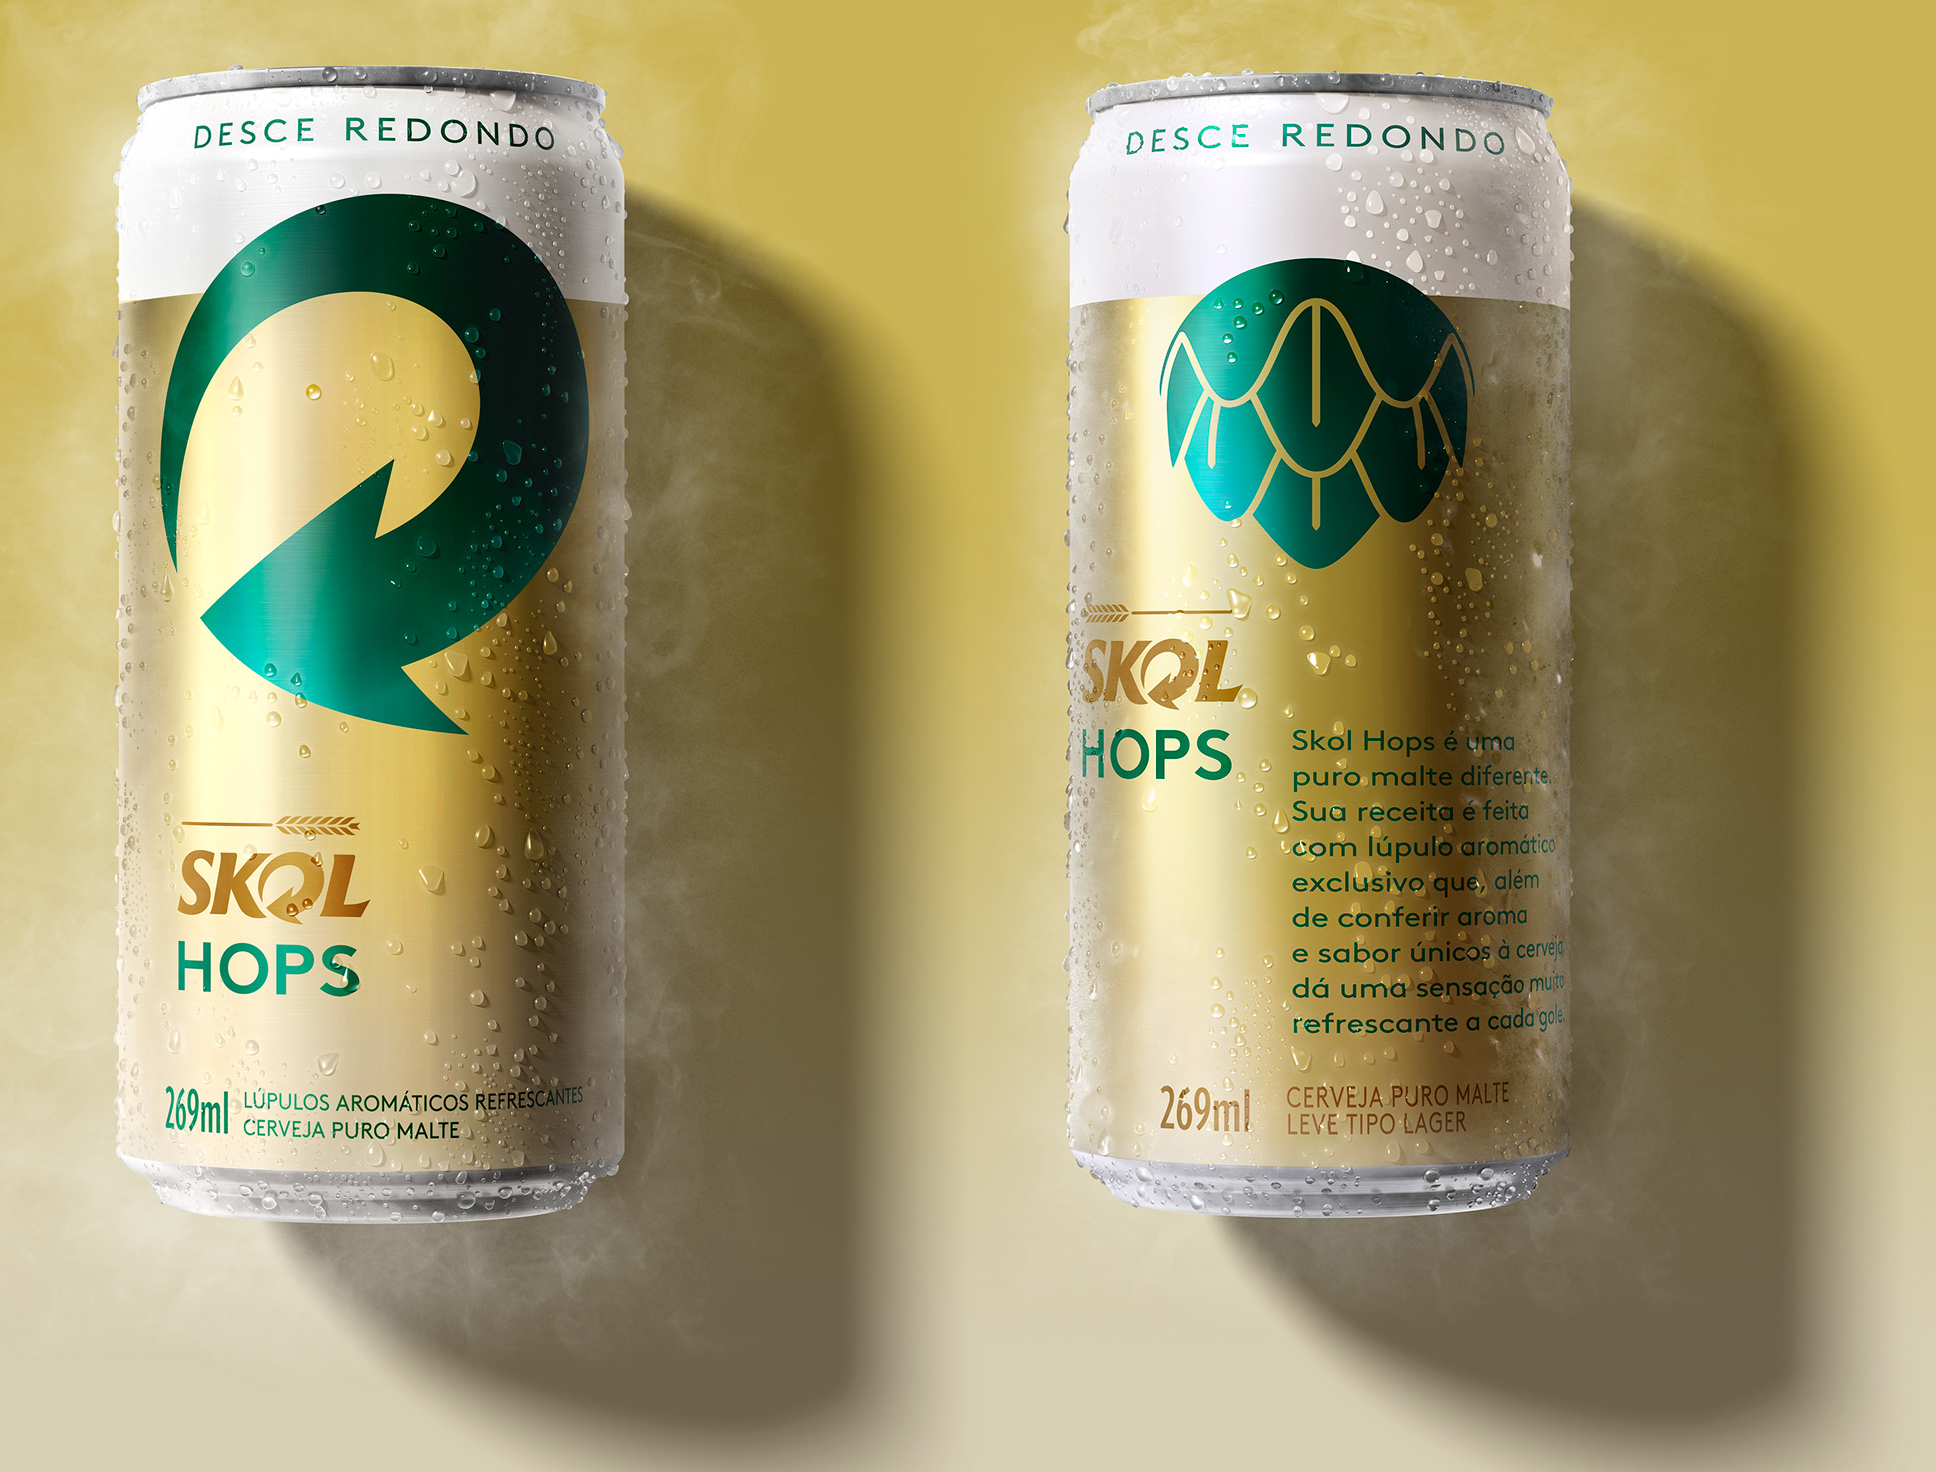 DESCE REDONDO
SKOL
HOPS
269ml
LÚPULOS AROMÁTICOS REFRESCANTES
CERVEJA PURO MALTE
DESCE REDONDO
SKOL
HOPS
Skol Hops é uma
puro malte diferente.
Sua receita é feita
com lúpulo aromático
exclusivo que, além
de conferir aroma
e sabor únicos à cerveja,
dá uma sensação muito
refrescante a cada gole.
269ml
CERVEJA PURO MALTE
LEVE TIPO LAGER